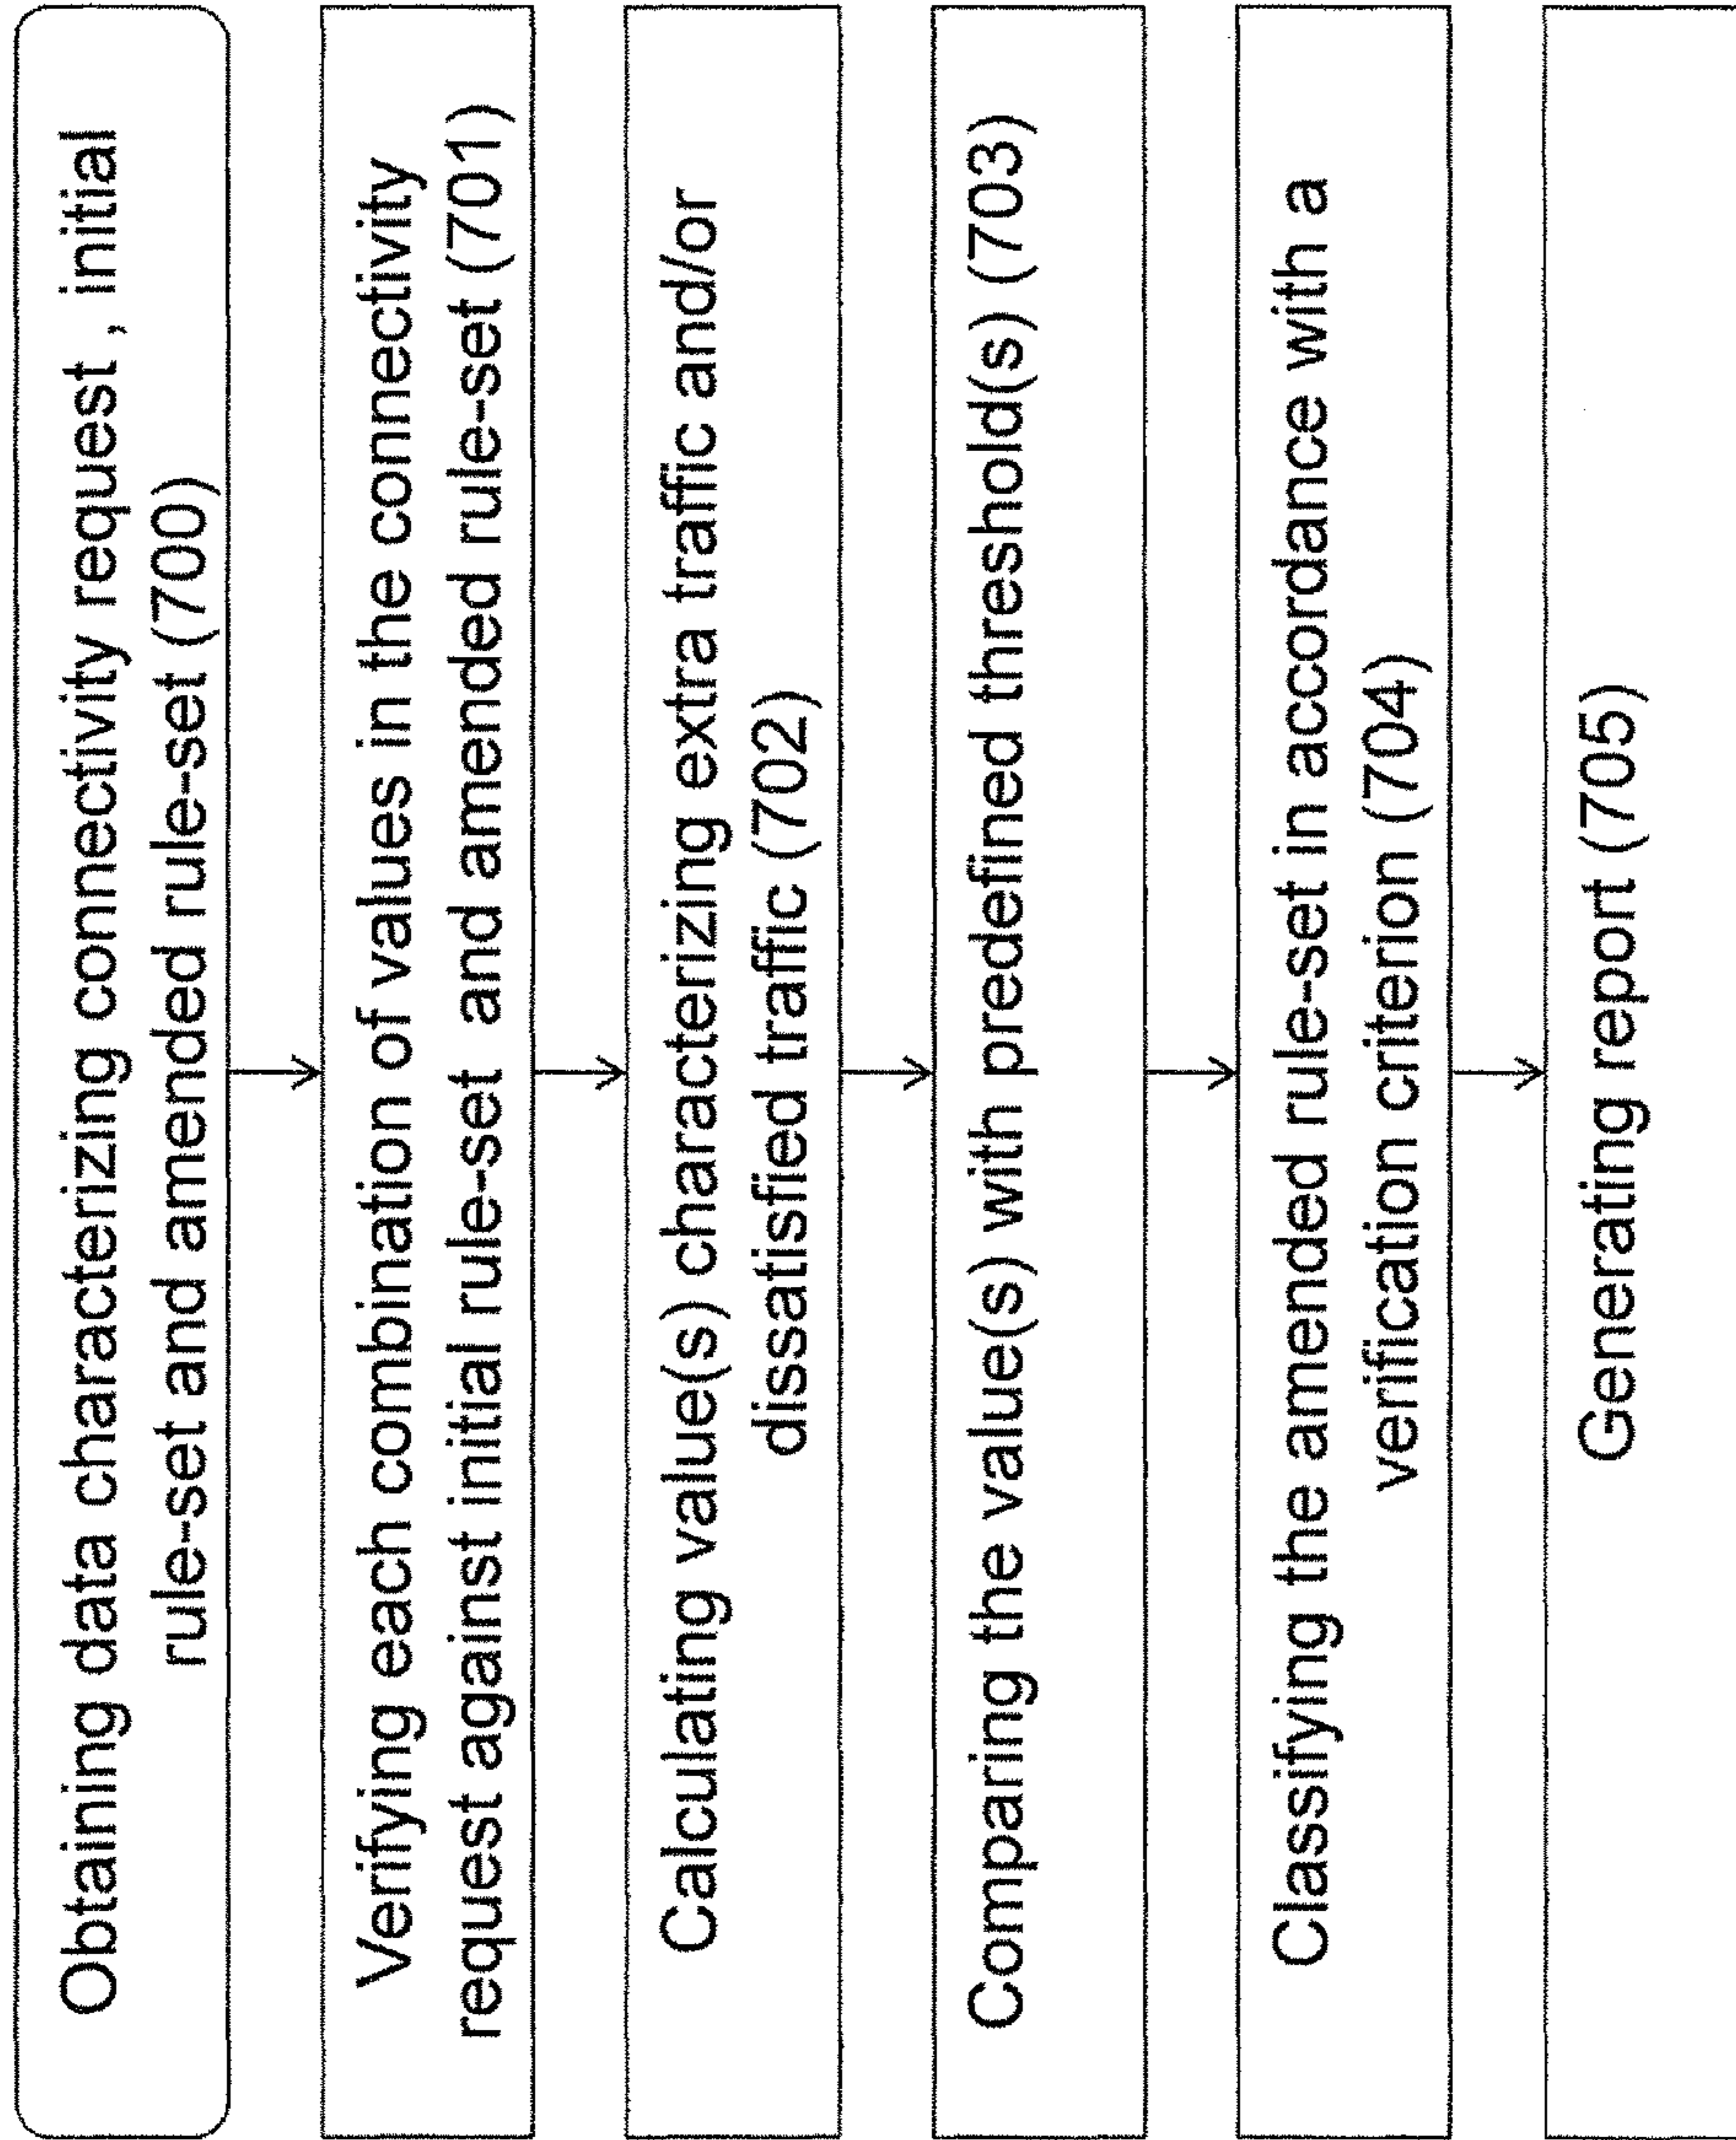 Obtaining data characterizing connectivity request , initial
rule-set and amended rule-set (700)
Verifying each combination of values in the connectivity
request against initial rule-set and amended rule-set (701)
Calculating value(s) characterizing extra traffic and/or
dissatisfied traffic (702)
Comparing the value(s) with predefined threshold(s) (703)
Classifying the amended rule-set in accordance with a
verification criterion (704)
Generating report (705)